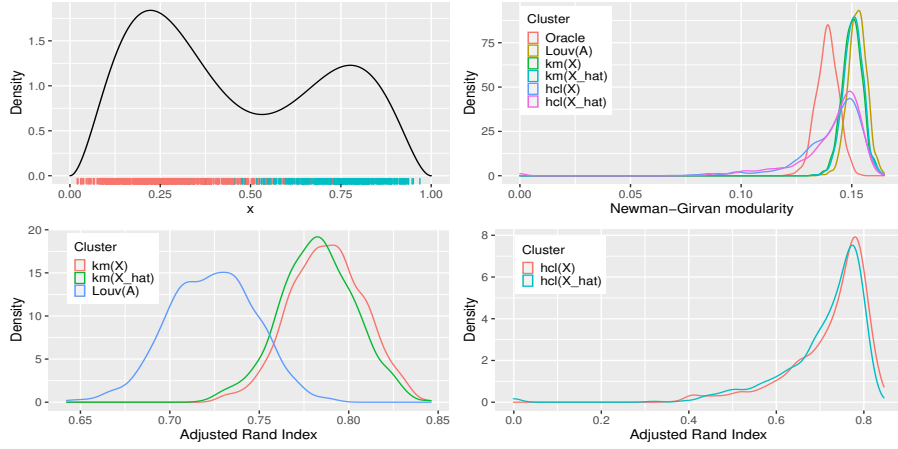 Density
1.5
1.0
0.5
0.0
0.00 0.25 0.50 0.75 1.00
x
Cluster
Oracle
Louv(A)
km(X)
km(X_hat)
hcl(X)
hcl(X_hat)
Density
75
50
25
0
0.00 0.05 0.10 0.15
Newman−Girvan modularity
Cluster
km(X)
km(X_hat)
Louv(A)
Density
20
15
10
5
0
0.65 0.70 0.75 0.80 0.85
Adjusted Rand Index
Cluster
hcl(X)
hcl(X_hat)
Density
8
6
4
2
0
0.0 0.2 0.4 0.6 0.8
Adjusted Rand Index